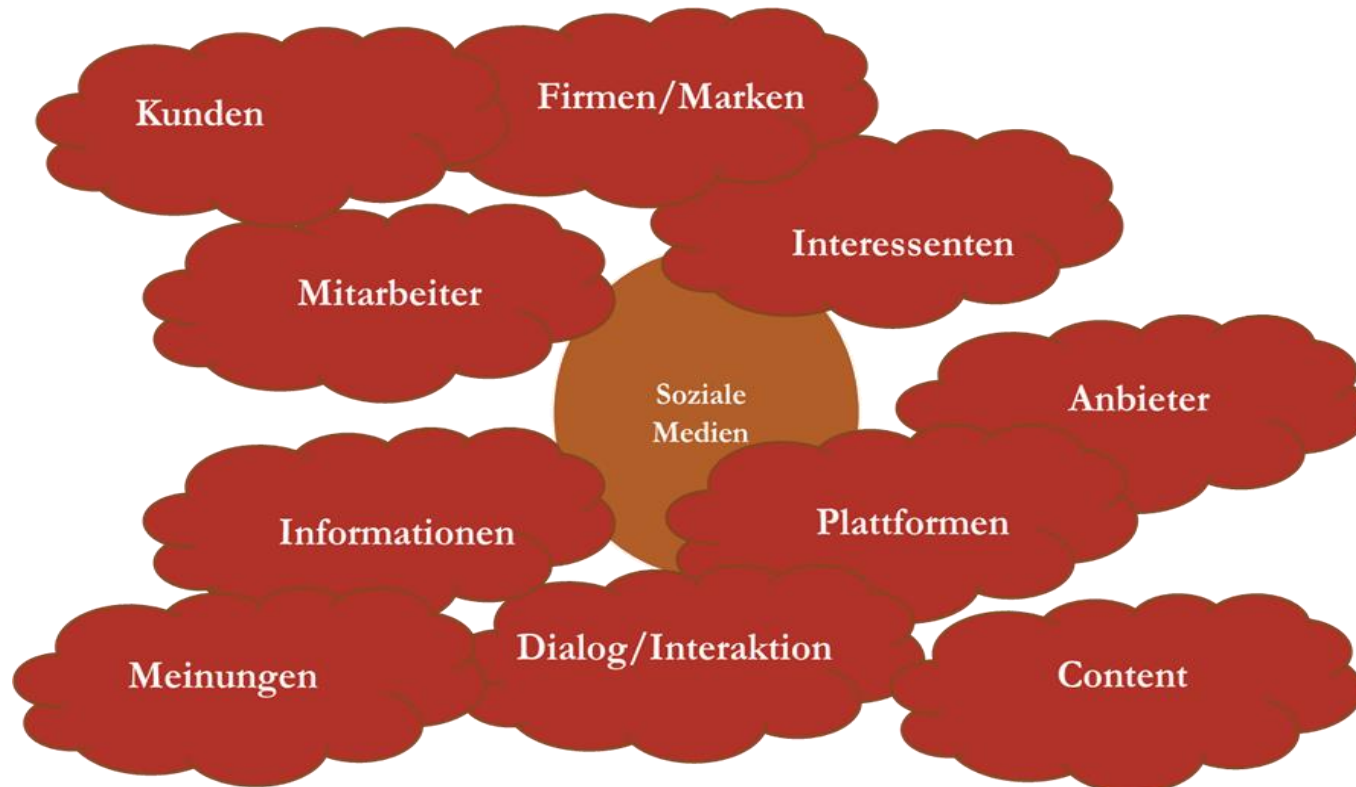 Kunden
Firmen/Marken
Interessenten
Mitarbeiter
Soziale
Medien
Anbieter
Informationen
Plattformen
Meinungen
Dialog/Interaktion
Content